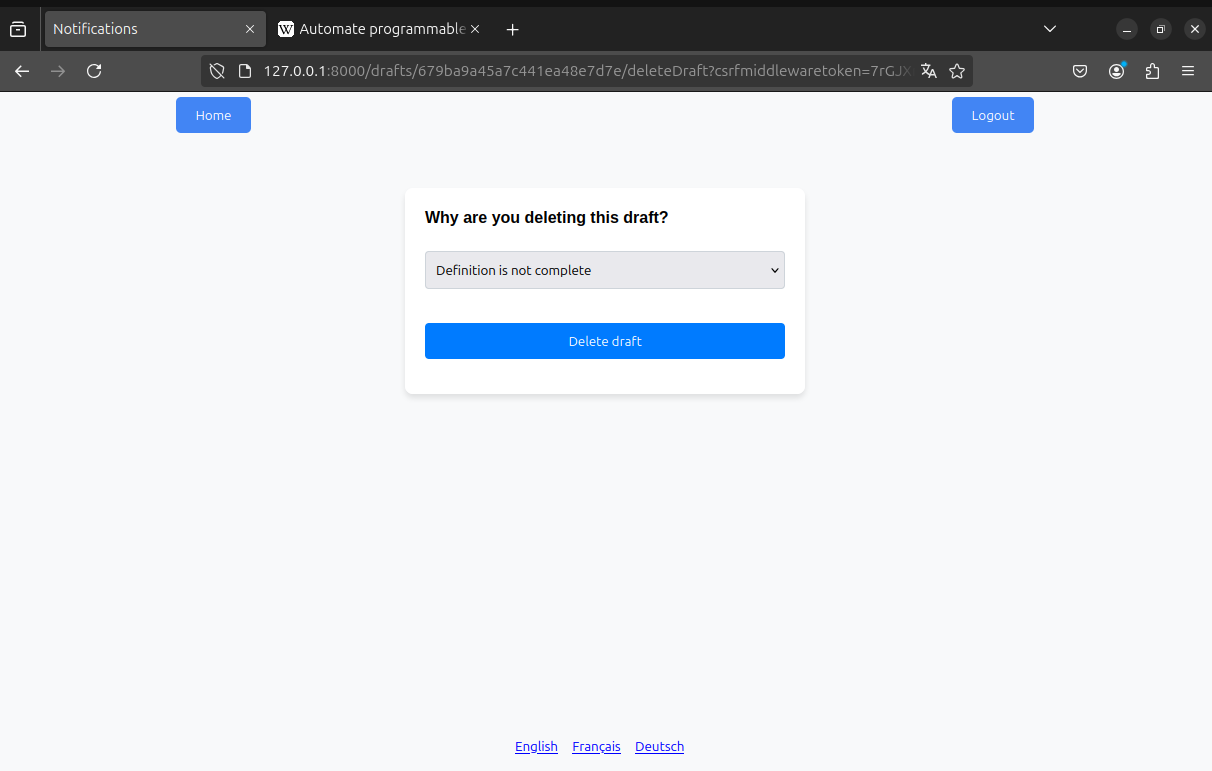 Notifications
Automate programmable
127.0.0.1:8000/drafts/679ba9a45a7c441ea48e7d7e/deleteDraft?csrfmiddlewaretoken=7rGJX
Home
Logout
Why are you deleting this draft?
Definition is not complete
Delete draft
English Français Deutsch